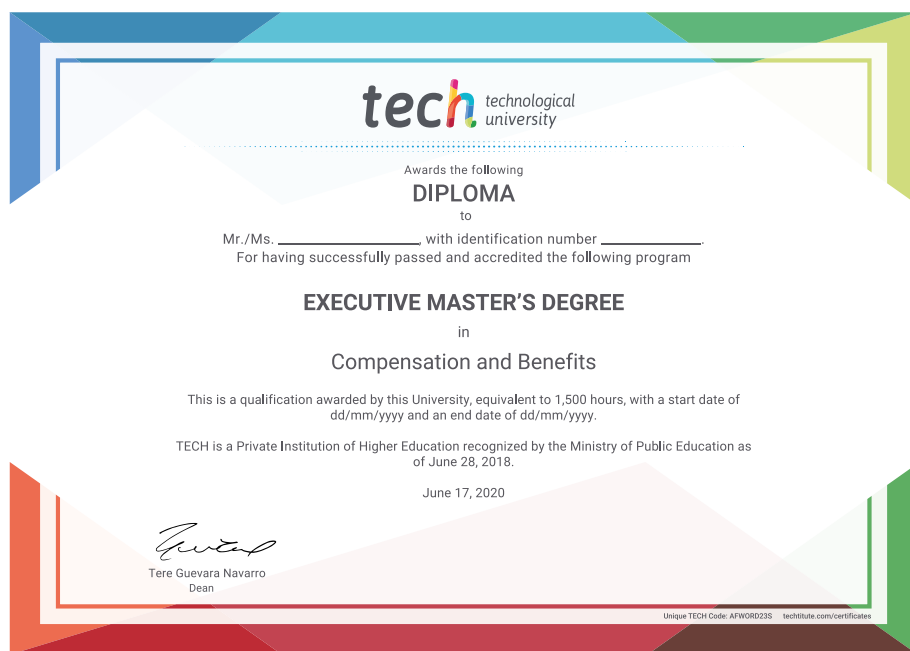 tech technological
university
Awards the following
DIPLOMA
to
Mr./Ms. ____________, with identification number ____________.
For having successfully passed and accredited the following program
EXECUTIVE MASTER'S DEGREE
in
Compensation and Benefits
This is a qualification awarded by this University, equivalent to 1,500 hours, with a start date of
dd/mm/yyyy and an end date of dd/mm/yyyy.
TECH is a Private Institution of Higher Education recognized by the Ministry of Public Education as
of June 28, 2018.
June 17, 2020
Tere Guevara Navarro
Dean
Unique TECH Code: AFWORD23S techtitute.com/certificates